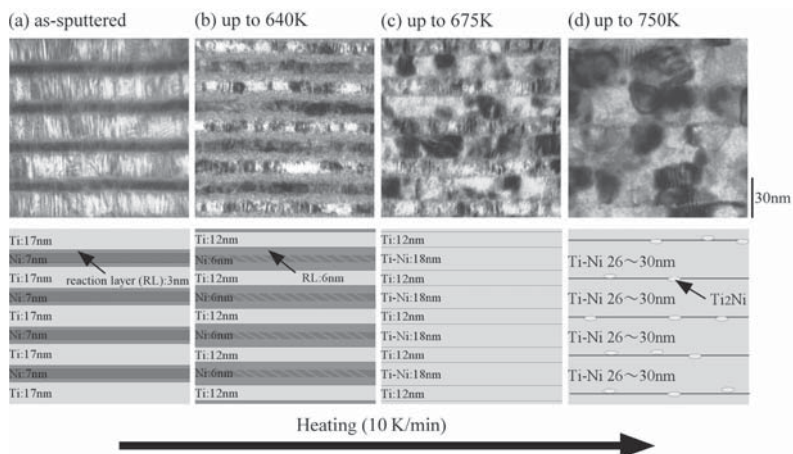 (a) as-sputtered
(b) up to 640K
(c) up to 675K
(d) up to 750K
30nm
Ti:17nm
Ni:7nm
reaction layer (RL):3nm
Ti:17nm
Ni:7nm
Ti:17nm
Ni:7nm
Ti:17nm
Ni:7nm
Ti:17nm
Ti:12nm
Ni:6nm
RL:6nm
Ti:12nm
Ni:6nm
Ti:12nm
Ni:6nm
Ti:12nm
Ni:6nm
Ti:12nm
Ti:12nm
Ti-Ni:18nm
Ti:12nm
Ti-Ni:18nm
Ti:12nm
Ti-Ni:18nm
Ti:12nm
Ti-Ni:18nm
Ti:12nm
Ti-Ni 26～30nm
Ti2Ni
Ti-Ni 26～30nm
Ti-Ni 26～30nm
Ti-Ni 26～30nm
Heating (10 K/min)